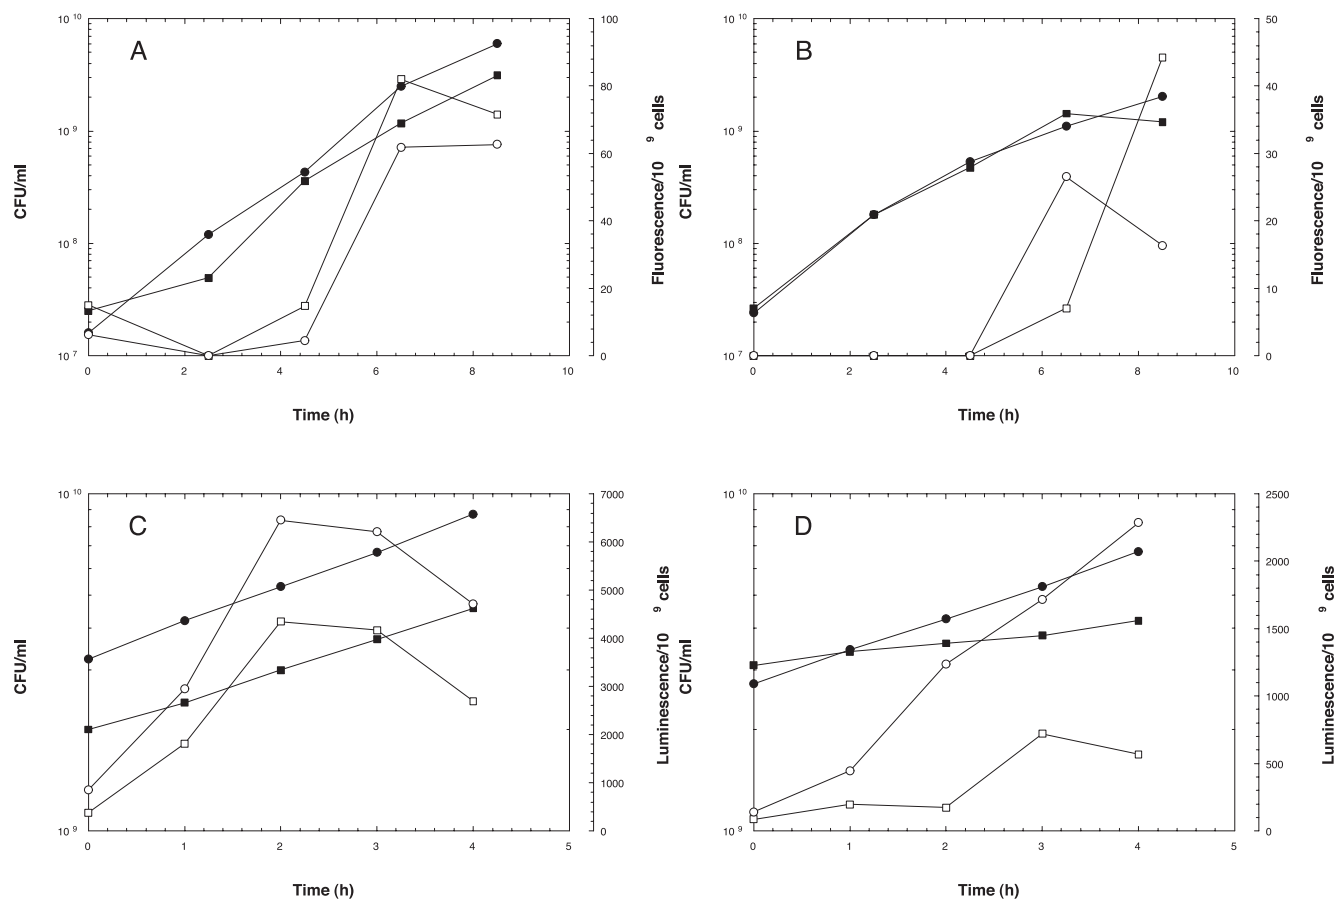 A
10 10
10 9
10 8
10 7
CFU/ml
100
80
60
40
20
0
Fluorescence/10 9 cells
0 2 4 6 8 10
Time (h)
B
10 10
10 9
10 8
10 7
CFU/ml
50
40
30
20
10
0
Fluorescence/10 9 cells
0 2 4 6 8 10
Time (h)
C
10 10
10 9
CFU/ml
7000
6000
5000
4000
3000
2000
1000
0
Luminescence/10 9 cells
0 1 2 3 4 5
Time (h)
D
10 10
10 9
CFU/ml
2500
2000
1500
1000
500
0
Luminescence/10 9 cells
0 1 2 3 4 5
Time (h)